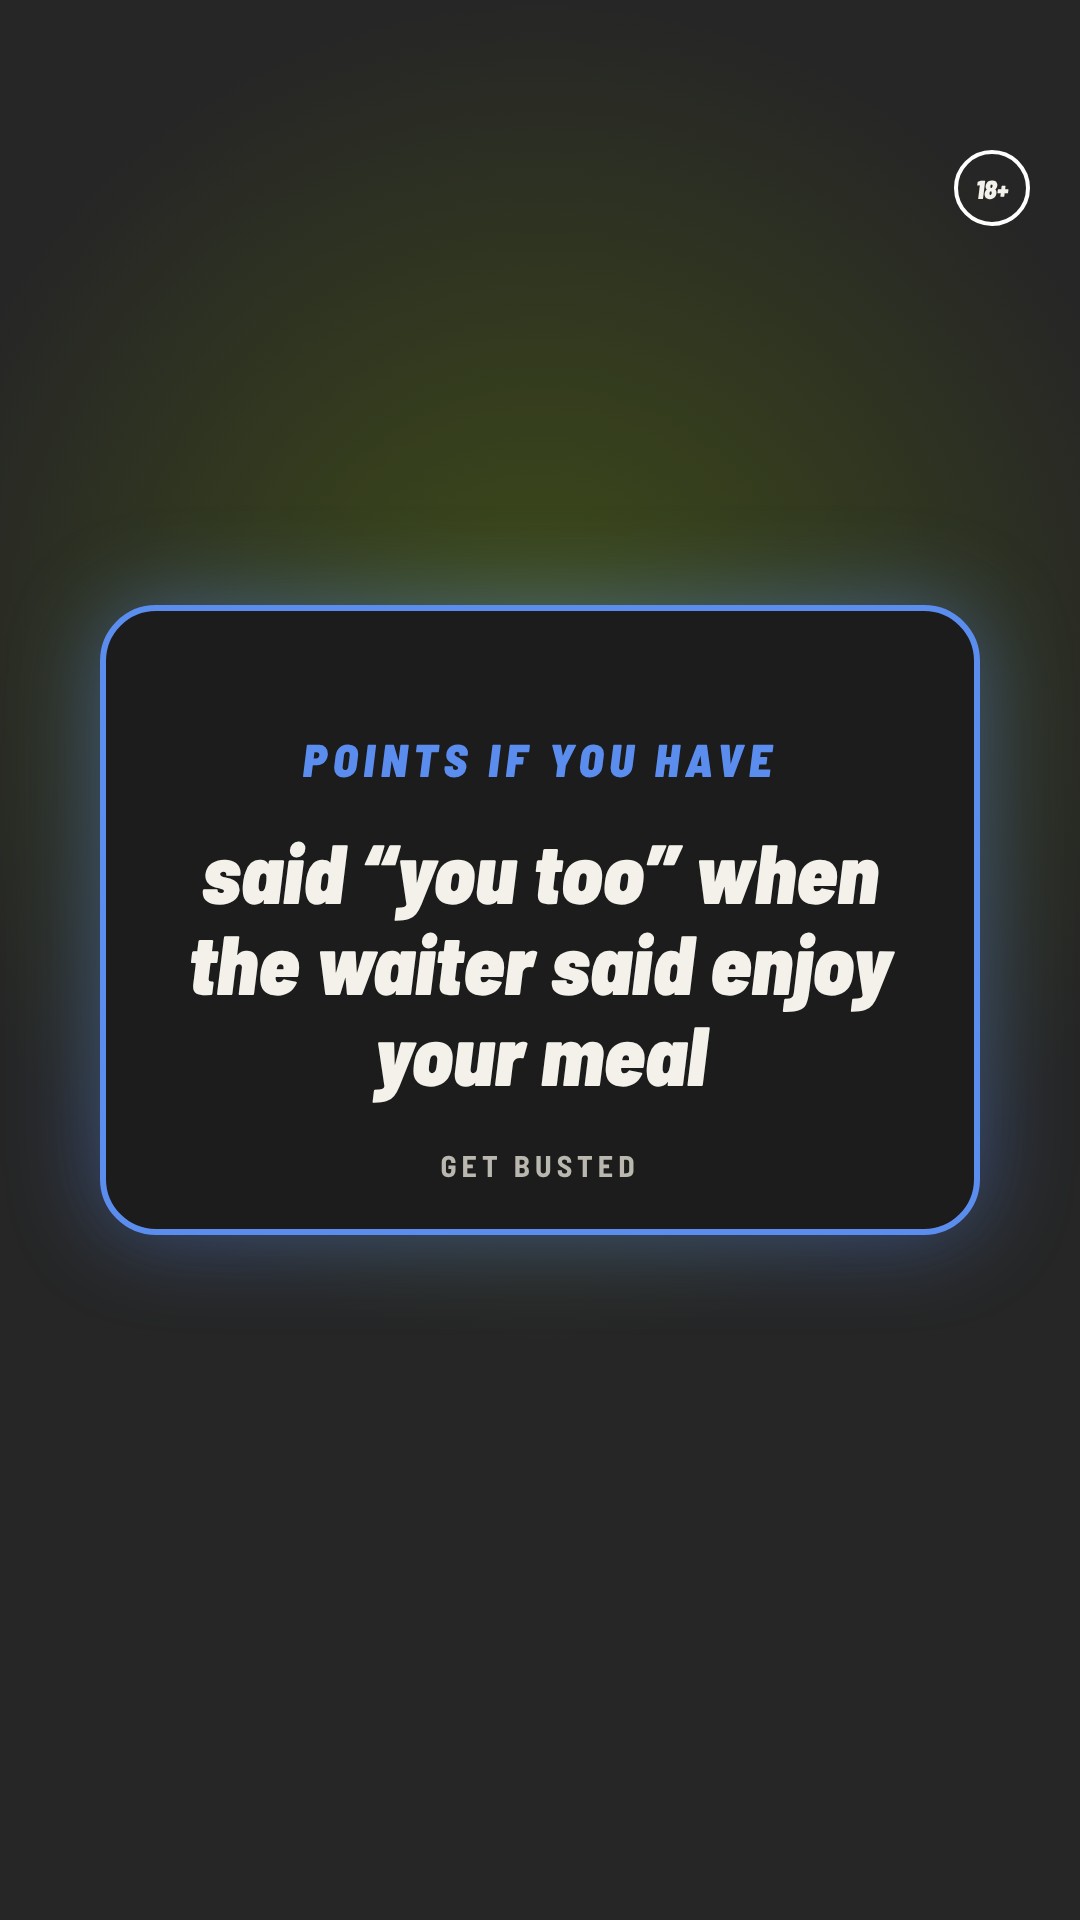 18+
POINTS IF YOU HAVE
said “you too” when
the waiter said enjoy
your meal
GET BUSTED